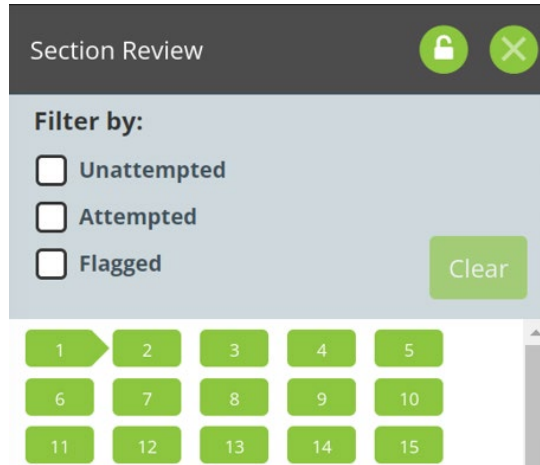 Section Review
Filter by:
Unattempted
Attempted
Flagged
Clear
1 2 3 4 5
6 7 8 9 10
11 12 13 14 15